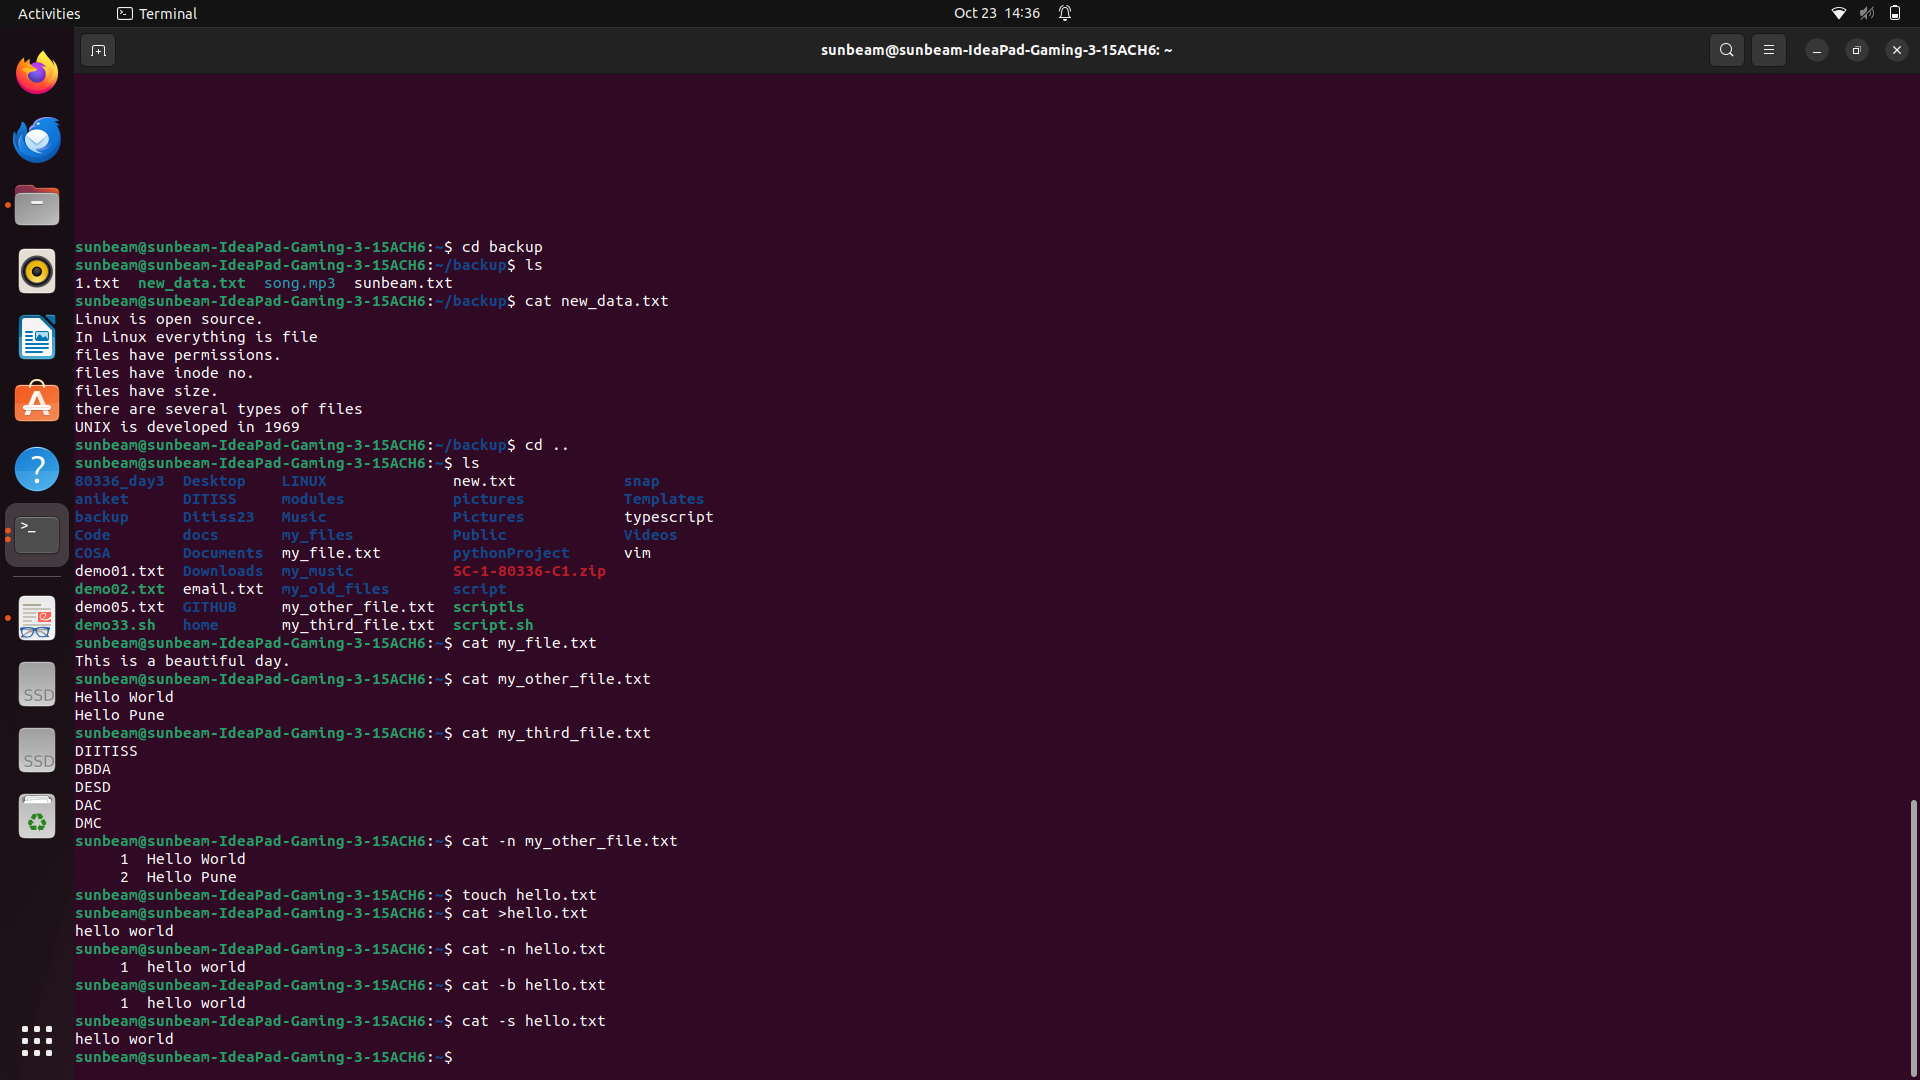 Activities Terminal Oct 23 14:36
sunbeam@sunbeam-IdeaPad-Gaming-3-15ACH6: ~
sunbeam@sunbeam-IdeaPad-Gaming-3-15ACH6:~$ cd backup
sunbeam@sunbeam-IdeaPad-Gaming-3-15ACH6:~/backup$ ls
1.txt  new_data.txt  song.mp3  sunbeam.txt
sunbeam@sunbeam-IdeaPad-Gaming-3-15ACH6:~/backup$ cat new_data.txt
Linux is open source.
In Linux everything is file
files have permissions.
files have inode no.
files have size.
there are several types of files
UNIX is developed in 1969
sunbeam@sunbeam-IdeaPad-Gaming-3-15ACH6:~/backup$ cd ..
sunbeam@sunbeam-IdeaPad-Gaming-3-15ACH6:~$ ls
80336_day3  Desktop    LINUX              new.txt            snap
aniket      DITISS     modules            pictures           Templates
backup      Ditiss23   Music              Pictures           typescript
Code        docs       my_files           Public             Videos
COSA        Documents  my_file.txt        pythonProject      vim
demo01.txt  Downloads  my_music           SC-1-80336-C1.zip
demo02.txt  email.txt  my_old_files       script
demo05.txt  GITHUB     my_other_file.txt  scriptls
demo33.sh   home       my_third_file.txt  script.sh
sunbeam@sunbeam-IdeaPad-Gaming-3-15ACH6:~$ cat my_file.txt
This is a beautiful day.
sunbeam@sunbeam-IdeaPad-Gaming-3-15ACH6:~$ cat my_other_file.txt
Hello World
Hello Pune
sunbeam@sunbeam-IdeaPad-Gaming-3-15ACH6:~$ cat my_third_file.txt
DIITISS
DBDA
DESD
DAC
DMC
sunbeam@sunbeam-IdeaPad-Gaming-3-15ACH6:~$ cat -n my_other_file.txt
     1  Hello World
     2  Hello Pune
sunbeam@sunbeam-IdeaPad-Gaming-3-15ACH6:~$ touch hello.txt
sunbeam@sunbeam-IdeaPad-Gaming-3-15ACH6:~$ cat >hello.txt
hello world
sunbeam@sunbeam-IdeaPad-Gaming-3-15ACH6:~$ cat -n hello.txt
     1  hello world
sunbeam@sunbeam-IdeaPad-Gaming-3-15ACH6:~$ cat -b hello.txt
     1  hello world
sunbeam@sunbeam-IdeaPad-Gaming-3-15ACH6:~$ cat -s hello.txt
hello world
sunbeam@sunbeam-IdeaPad-Gaming-3-15ACH6:~$
SSD
SSD